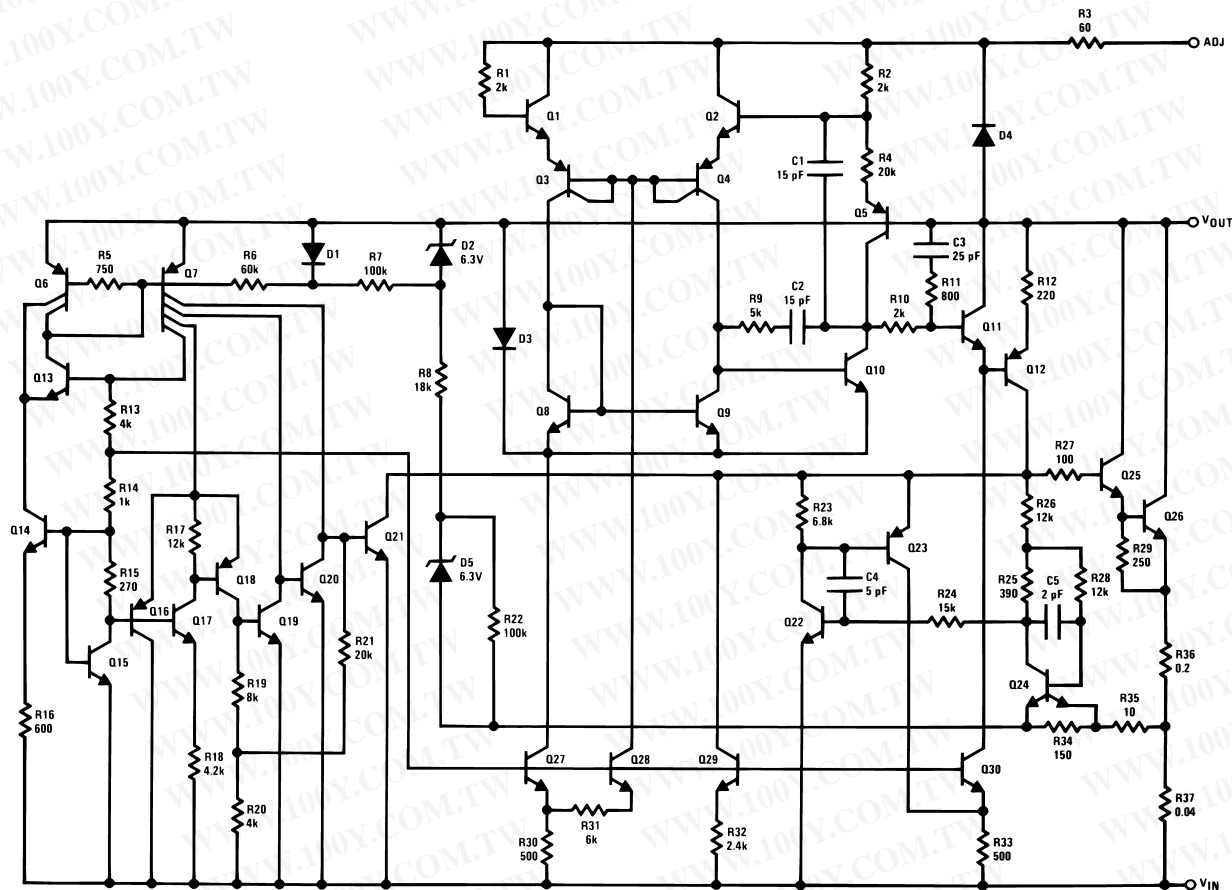 R3
60
ADJ
R1
2k
Q1
Q2
R2
2k
D4
C1
15 pF
R4
20k
Q3
Q4
Q5
VOUT
R5
750
Q6
Q7
R6
60k
D1
R7
100k
D2
6.3V
C3
25 pF
R11
800
R12
220
D3
R9
5k
C2
15 pF
R10
2k
Q11
Q12
Q13
R8
18k
Q10
R13
4k
Q8
Q9
R27
100
Q25
R14
1k
R23
6.8k
R26
12k
Q26
Q14
R17
12k
Q21
Q23
R29
250
R15
270
Q18
Q20
D5
6.3V
C4
5 pF
R25
390
C5
2 pF
R28
12k
R24
15k
Q16
Q17
Q19
R22
100k
Q22
R21
20k
Q15
R36
0.2
R19
8k
Q24
R16
600
R35
10
R34
150
R18
4.2k
Q27
Q28
Q29
Q30
R37
0.04
R20
4k
R31
6k
R30
500
R32
2.4k
R33
500
VIN
WWW.100Y.COM.TW